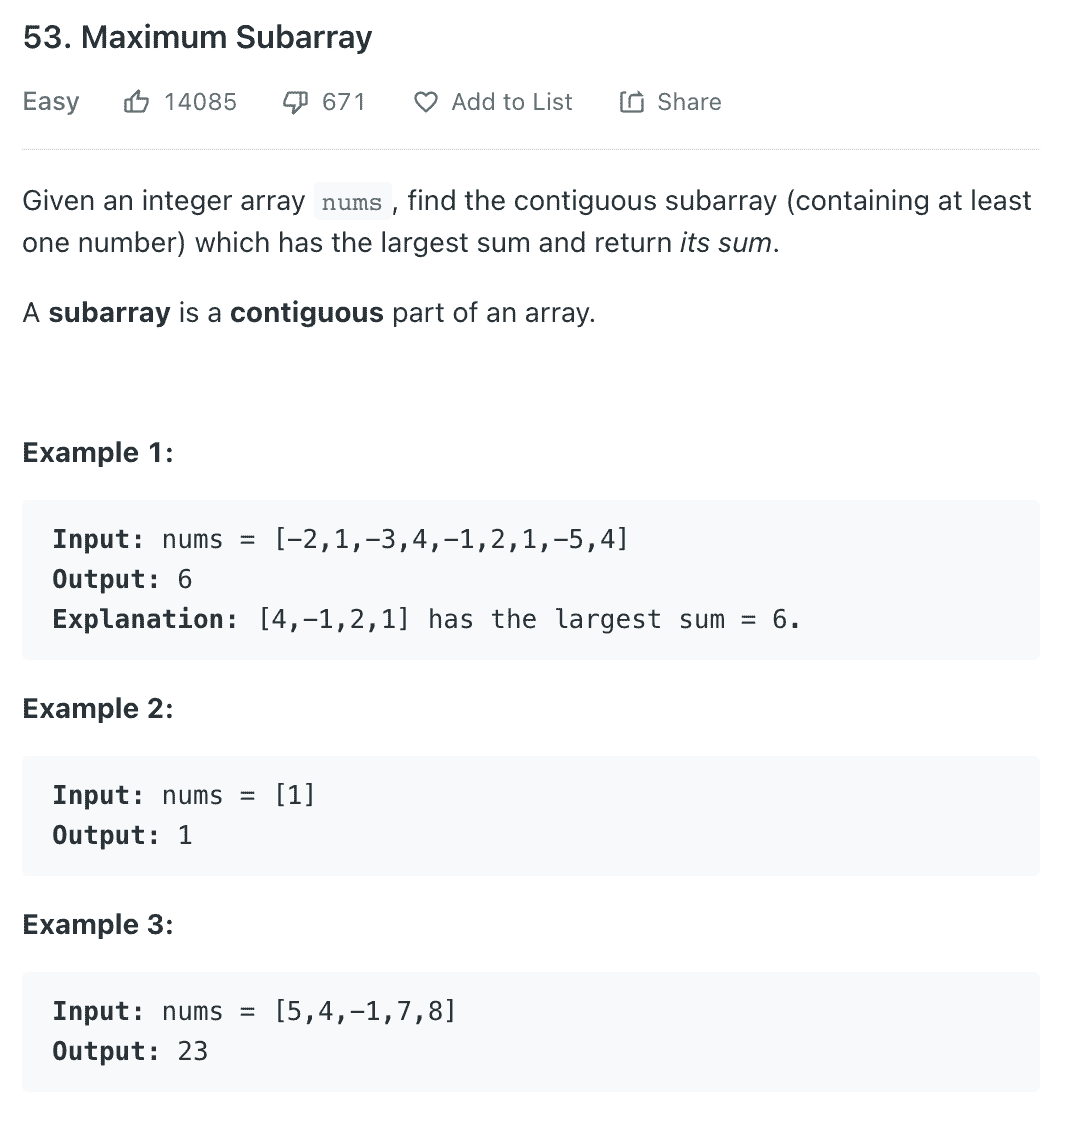 53. Maximum Subarray
Easy 14085 671 Add to List Share
Given an integer array nums , find the contiguous subarray (containing at least
one number) which has the largest sum and return its sum.
A subarray is a contiguous part of an array.
Example 1:
Input: nums = [-2,1,-3,4,-1,2,1,-5,4]
Output: 6
Explanation: [4,-1,2,1] has the largest sum = 6.
Example 2:
Input: nums = [1]
Output: 1
Example 3:
Input: nums = [5,4,-1,7,8]
Output: 23